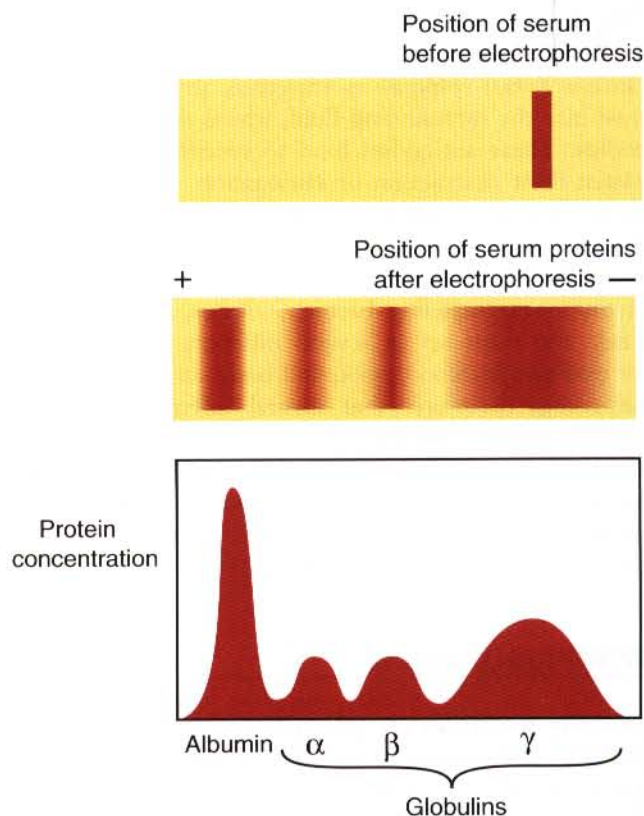 Position of serum
before electrophoresis
Position of serum proteins
+ after electrophoresis —
Protein
concentration
Albumin α β γ
Globulins